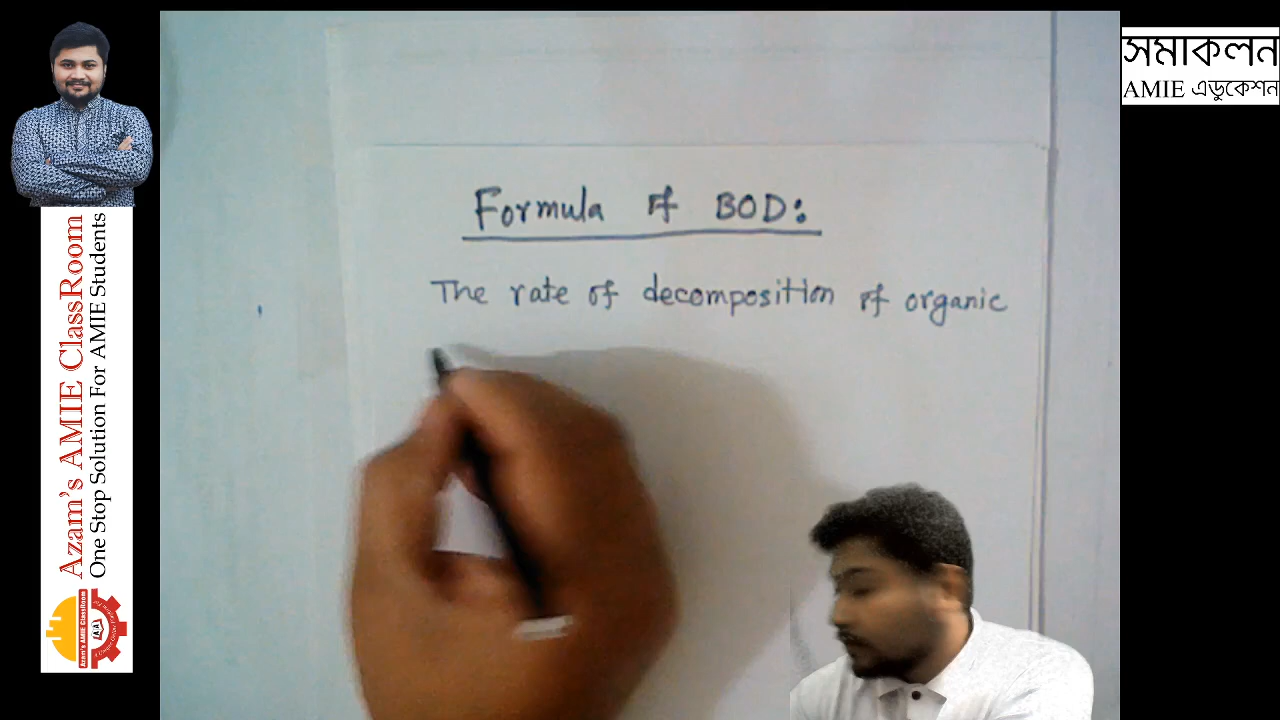 সমাকলন
AMIE এডুকেশন
Azam's AMIE ClassRoom
One Stop Solution For AMIE Students
Formula of BOD:
The rate of decomposition of organic